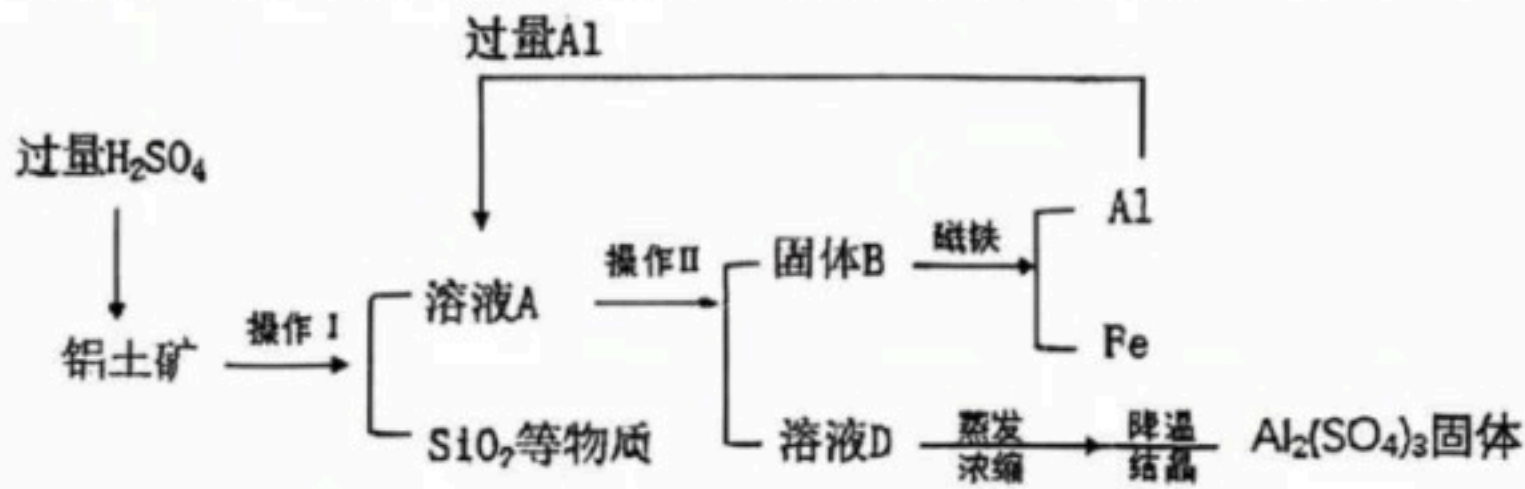 过量Al
过量H₂SO₄
铝土矿
操作Ⅰ
溶液A
SiO₂等物质
操作Ⅱ
固体B
磁铁
Al
Fe
溶液D
蒸发
浓缩
降温
结晶
Al₂(SO₄)₃固体